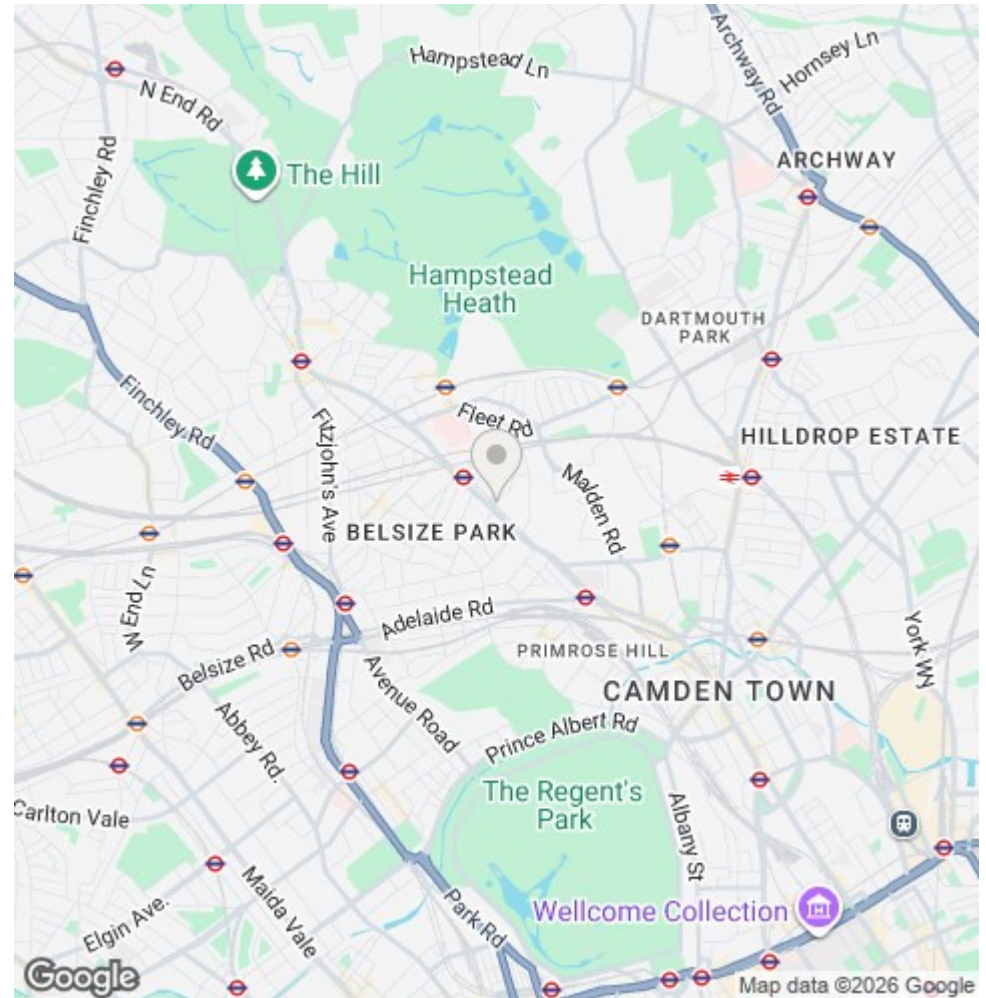 Hampstead Ln
Archway Rd
Hornsey Ln
N End Rd
Finchley Rd
The Hill
ARCHWAY
Hampstead
Heath
DARTMOUTH
PARK
Finchley Rd
Fitzjohn's Ave
Fleet Rd
HILLDROP ESTATE
Malden Rd
BELSIZE PARK
W End Ln
Adelaide Rd
York Wy
Belsize Rd
PRIMROSE HILL
Avenue Road
CAMDEN TOWN
Abbey Rd.
Prince Albert Rd
The Regent's
Park
Carlton Vale
Albany St
Maida Vale
Elgin Ave.
Park Rd
Wellcome Collection
Google
Map data ©2026 Google